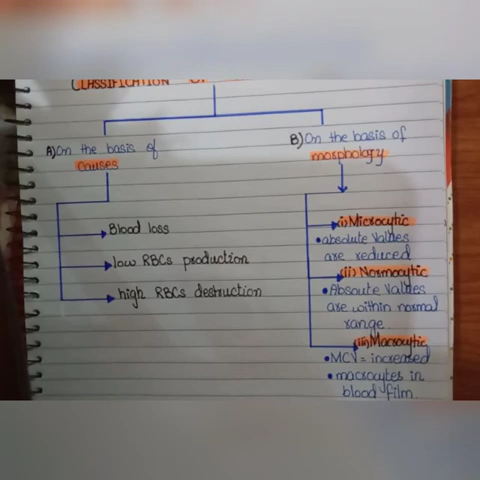 CLASSIFICATION
A) On the basis of
causes
Blood loss
low RBCs production
high RBCs destruction
B) On the basis of
morphology
(i) Microcytic
• absolute values
are reduced
(ii) Normocytic
• Absoute values
are within normal
range.
(iii) Macrocytic
• MCV = increased
• macrocytes in
blood film.